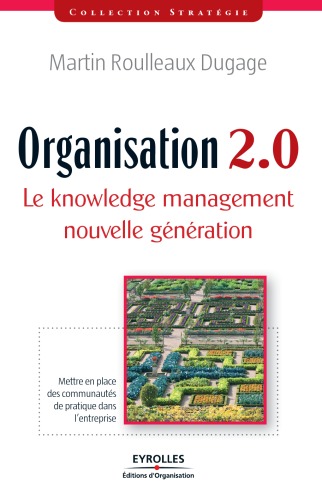 Collection Stratégie
Martin Roulleaux Dugage
Organisation 2.0
Le knowledge management
nouvelle génération
Mettre en place
des communautés
de pratique dans
l'entreprise
EYROLLES
Éditions d'Organisation